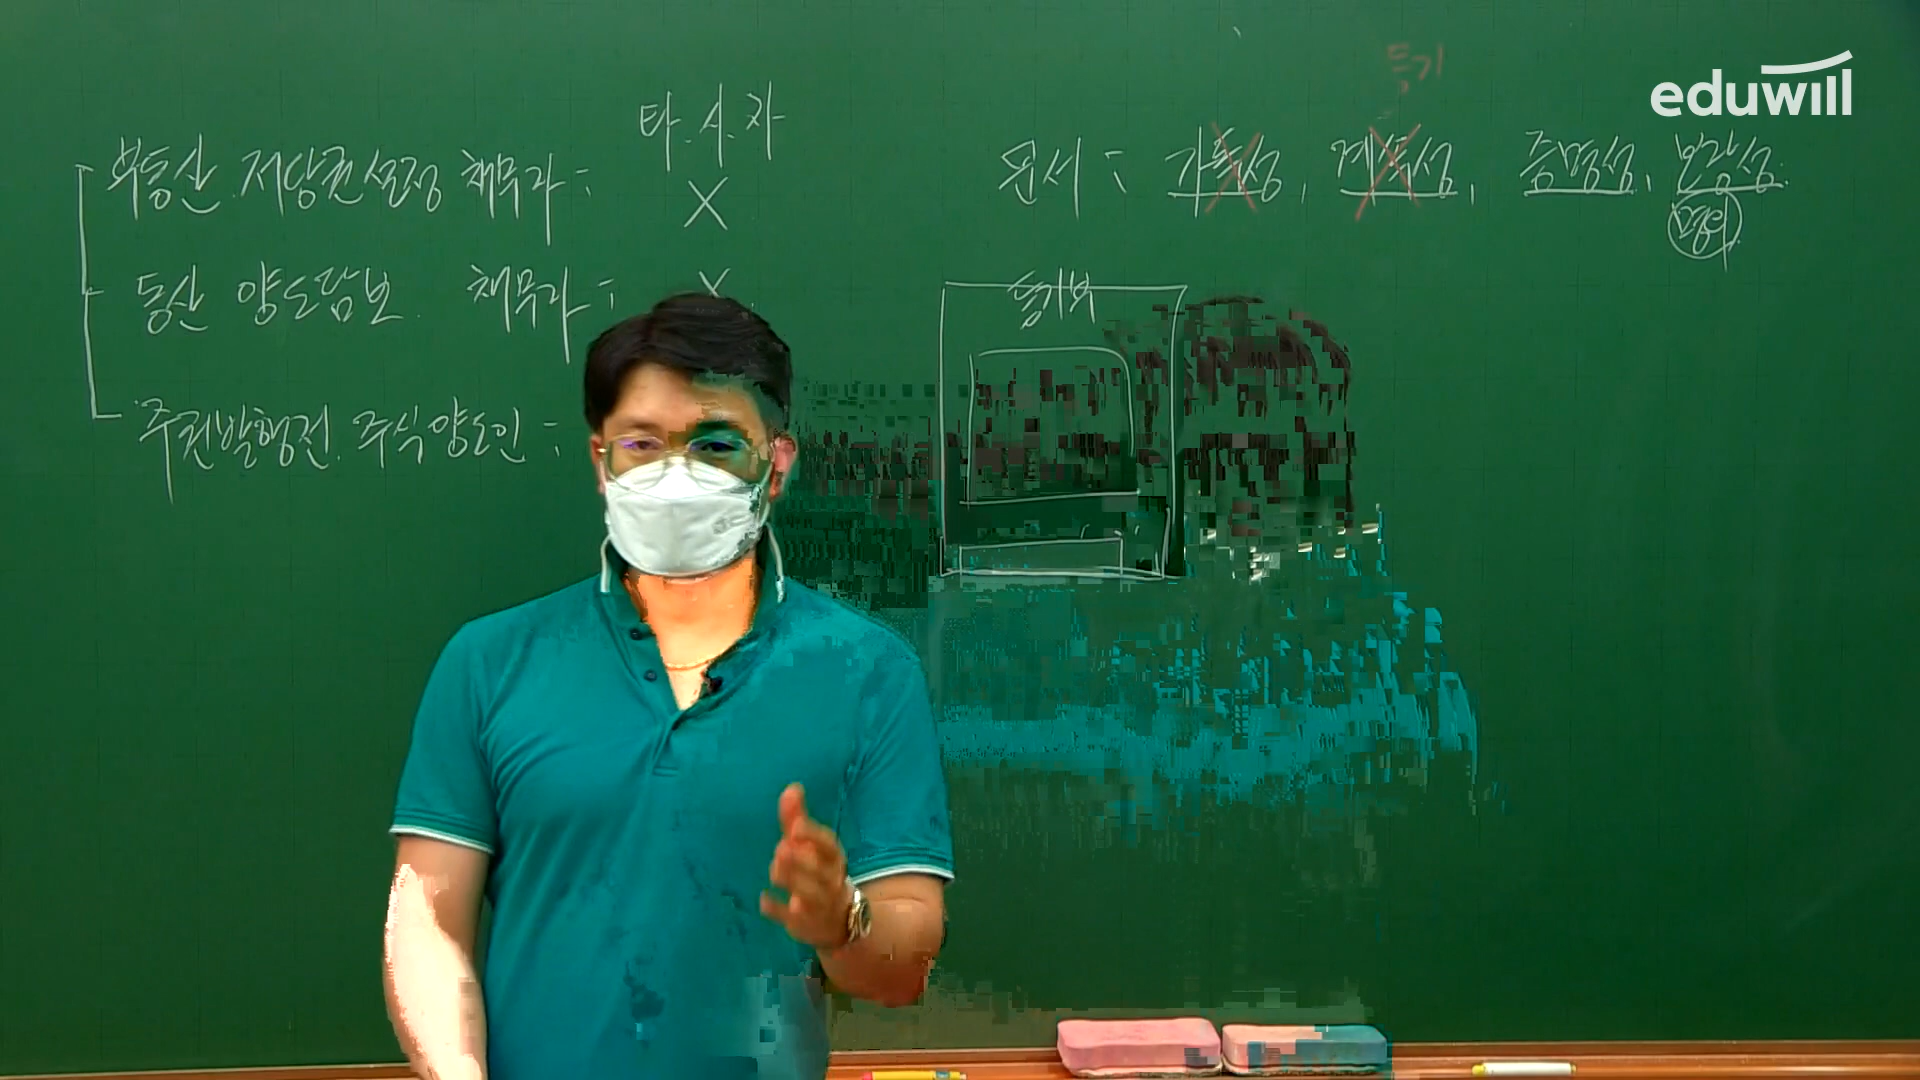 eduwill
등기
타.사.자
부동산 저당권설정 채무자 : X
동산 양도담보 채무자 : X
주권발행전 주식양도인 :
문서 : 가독성, 계속성, 증명성, 보장성.
명의
등기부